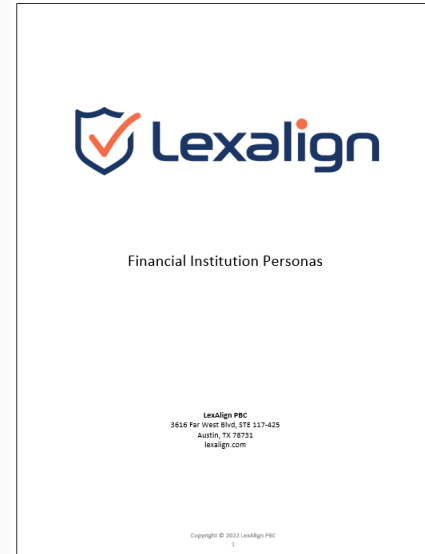 Lexalign
Financial Institution Personas
LexAlign PBC
3616 Far West Blvd, STE 117-425
Austin, TX 78731
lexalign.com
Copyright © 2022 LexAlign PBC
1